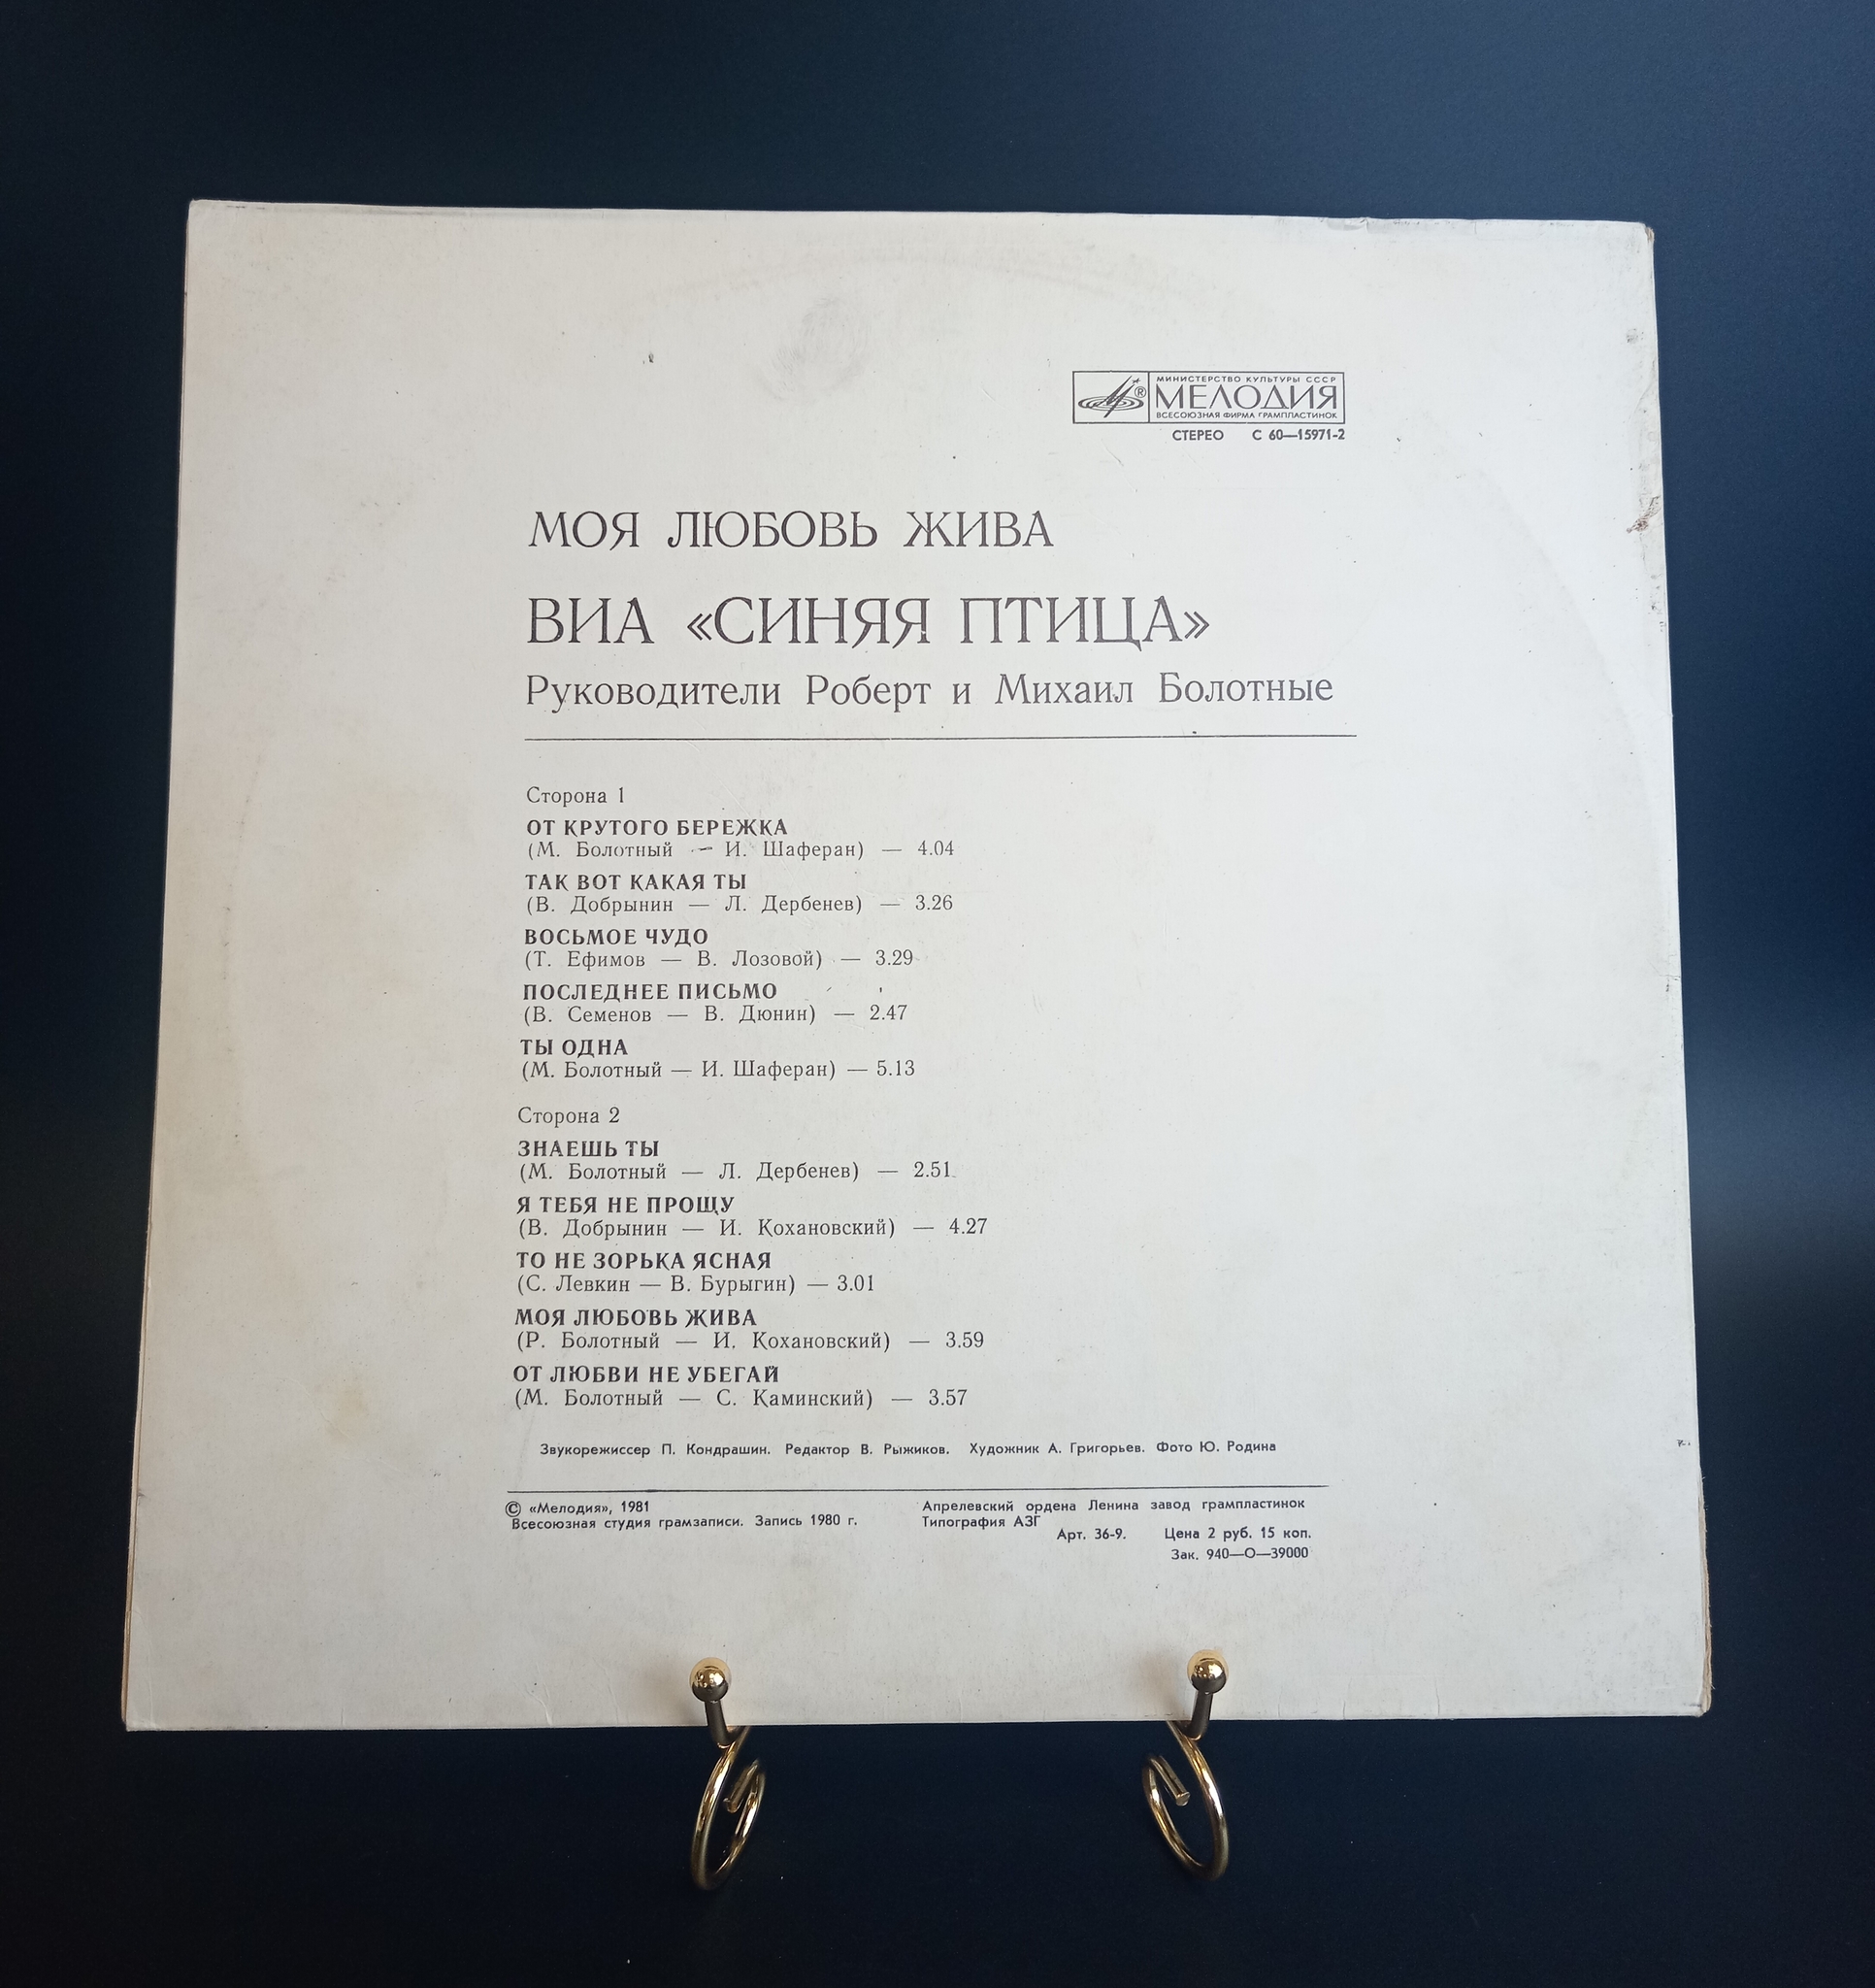 МИНИСТЕРСТВО КУЛЬТУРЫ СССР
МЕЛОДИЯ
ВСЕСОЮЗНАЯ ФИРМА ГРАМПЛАСТИНОК
СТЕРЕО С 60—15971-2
МОЯ ЛЮБОВЬ ЖИВА
ВИА «СИНЯЯ ПТИЦА»
Руководители Роберт и Михаил Болотные
Сторона 1
ОТ КРУТОГО БЕРЕЖКА
(М. Болотный — И. Шаферан) — 4.04
ТАК ВОТ КАКАЯ ТЫ
(В. Добрынин — Л. Дербенев) — 3.26
ВОСЬМОЕ ЧУДО
(Т. Ефимов — В. Лозовой) — 3.29
ПОСЛЕДНЕЕ ПИСЬМО
(В. Семенов — В. Дюнин) — 2.47
ТЫ ОДНА
(М. Болотный — И. Шаферан) — 5.13
Сторона 2
ЗНАЕШЬ ТЫ
(М. Болотный — Л. Дербенев) — 2.51
Я ТЕБЯ НЕ ПРОЩУ
(В. Добрынин — И. Кохановский) — 4.27
ТО НЕ ЗОРЬКА ЯСНАЯ
(С. Левкин — В. Бурыгин) — 3.01
МОЯ ЛЮБОВЬ ЖИВА
(Р. Болотный — И. Кохановский) — 3.59
ОТ ЛЮБВИ НЕ УБЕГАЙ
(М. Болотный — С. Каминский) — 3.57
Звукорежиссер П. Кондрашин. Редактор В. Рыжиков. Художник А. Григорьев. Фото Ю. Родина
© «Мелодия», 1981
Всесоюзная студия грамзаписи. Запись 1980 г.
Апрелевский ордена Ленина завод грампластинок
Типография АЗГ
Арт. 36-9. Цена 2 руб. 15 коп.
Зак. 940—О—39000